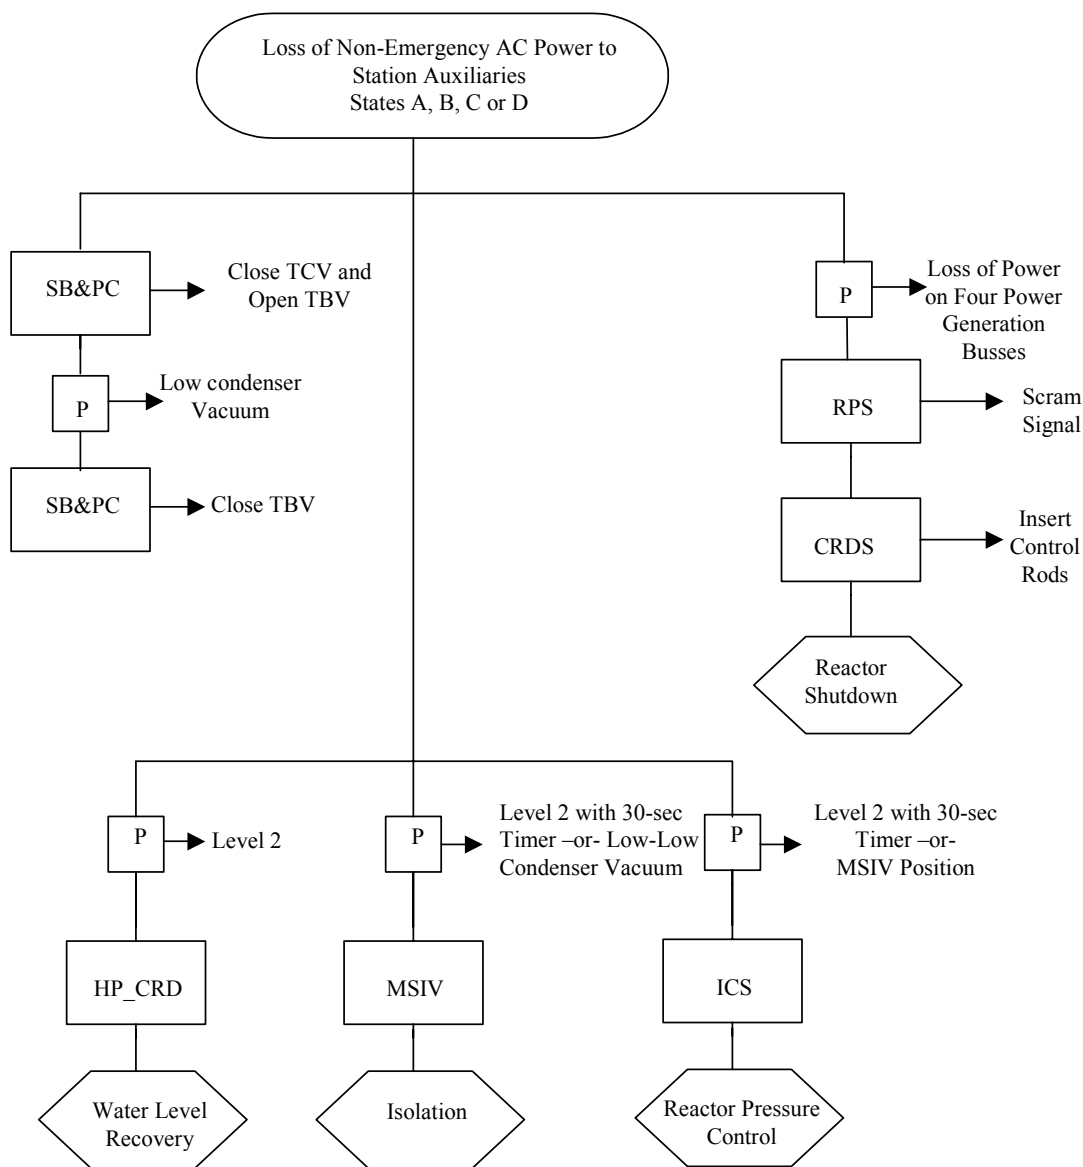 Loss of Non-Emergency AC Power to
Station Auxiliaries
States A, B, C or D
SB&PC
Close TCV and
Open TBV
P
Low condenser
Vacuum
SB&PC
Close TBV
P
Loss of Power
on Four Power
Generation
Busses
RPS
Scram
Signal
CRDS
Insert
Control
Rods
Reactor
Shutdown
P
Level 2
HP_CRD
Water Level
Recovery
P
Level 2 with 30-sec
Timer –or- Low-Low
Condenser Vacuum
MSIV
Isolation
P
Level 2 with 30-sec
Timer –or-
MSIV Position
ICS
Reactor Pressure
Control